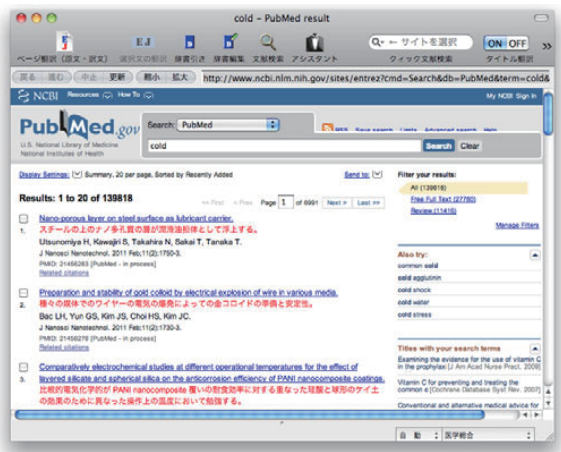 cold – PubMed result
EJ
ページ翻訳（原文・訳文） 選択文の翻訳 辞書引き 辞書編集 文献検索 アシスタント
Q- ← サイトを選択
クイック文献検索
ON OFF
タイトル翻訳
戻る 進む 中止 更新 縮小 拡大 http://www.ncbi.nlm.nih.gov/sites/entrez?cmd=Search&db=PubMed&term=cold&
NCBI Resources How To My NCBI Sign In
PubMed.gov
U.S. National Library of Medicine
National Institutes of Health
Search: PubMed
RSS Save search Limits Advanced search Help
cold
Search Clear
Display Settings: Summary, 20 per page, Sorted by Recently Added Send to:
Results: 1 to 20 of 139818
<< First < Prev Page 1 of 6991 Next > Last >>
Nano-porous layer on steel surface as lubricant carrier.
1. スチールの上のナノ多孔質の層が潤滑油担体として浮上する。
Utsunomiya H, Kawajiri S, Takahira N, Sakai T, Tanaka T.
J Nanosci Nanotechnol. 2011 Feb;11(2):1750-3.
PMID: 21456283 [PubMed - in process]
Related citations
Preparation and stability of gold colloid by electrical explosion of wire in various media.
2. 種々の媒体でのワイヤーの電気の爆発によっての金コロイドの準備と安定性。
Bac LH, Yun GS, Kim JS, Choi HS, Kim JC.
J Nanosci Nanotechnol. 2011 Feb;11(2):1730-3.
PMID: 21456278 [PubMed - in process]
Related citations
Comparatively electrochemical studies at different operational temperatures for the effect of
3. layered silicate and spherical silica on the anticorrosion efficiency of PANI nanocomposite coatings.
比較的電気化学的が PANI nanocomposite 覆いの耐食効率に対する重なった珪酸と球形のケイ土
の効果のために異なった操作上の温度において勉強する。
Filter your results:
All (139818)
Free Full Text (27780)
Review (11416)
Manage Filters
Also try:
common cold
cold agglutinin
cold shock
cold water
cold stress
Titles with your search terms
Examining the evidence for the use of vitamin C
in the prophylax [J Am Acad Nurse Pract. 2009]
Vitamin C for preventing and treating the
common c [Cochrane Database Syst Rev. 2007]
Conventional and alternative medical advice for
自動 医学総合